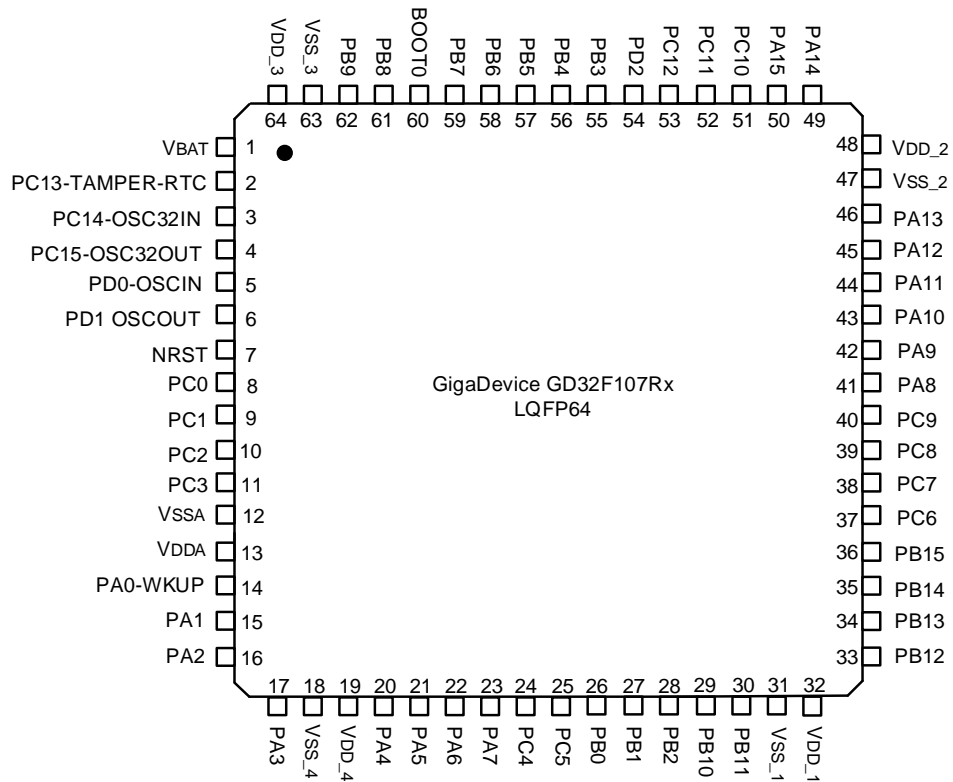 VDD_3
VSS_3
PB9
PB8
BOOT0
PB7
PB6
PB5
PB4
PB3
PD2
PC12
PC11
PC10
PA15
PA14
64 63 62 61 60 59 58 57 56 55 54 53 52 51 50 49
VBAT 1
PC13-TAMPER-RTC 2
PC14-OSC32IN 3
PC15-OSC32OUT 4
PD0-OSCIN 5
PD1 OSCOUT 6
NRST 7
PC0 8
PC1 9
PC2 10
PC3 11
VSSA 12
VDDA 13
PA0-WKUP 14
PA1 15
PA2 16
GigaDevice GD32F107Rx
LQFP64
48 VDD_2
47 VSS_2
46 PA13
45 PA12
44 PA11
43 PA10
42 PA9
41 PA8
40 PC9
39 PC8
38 PC7
37 PC6
36 PB15
35 PB14
34 PB13
33 PB12
17 18 19 20 21 22 23 24 25 26 27 28 29 30 31 32
PA3
VSS_4
VDD_4
PA4
PA5
PA6
PA7
PC4
PC5
PB0
PB1
PB2
PB10
PB11
VSS_1
VDD_1